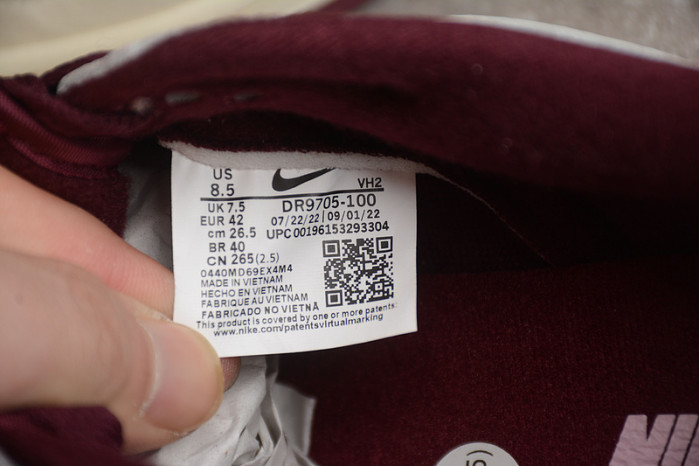 US
8.5
VH2
UK 7.5
DR9705-100
EUR 42
07/22/22 | 09/01/22
cm 26.5
UPC 00196153293304
BR 40
CN 265(2.5)
0440MD69EX4M4
MADE IN VIETNAM
HECHO EN VIETNAM
FABRIQUE AU VIETNAM
FABRICADO NO VIETNÃ
This product is covered by one or more patents:
www.nike.com/patentsvirtualmarking